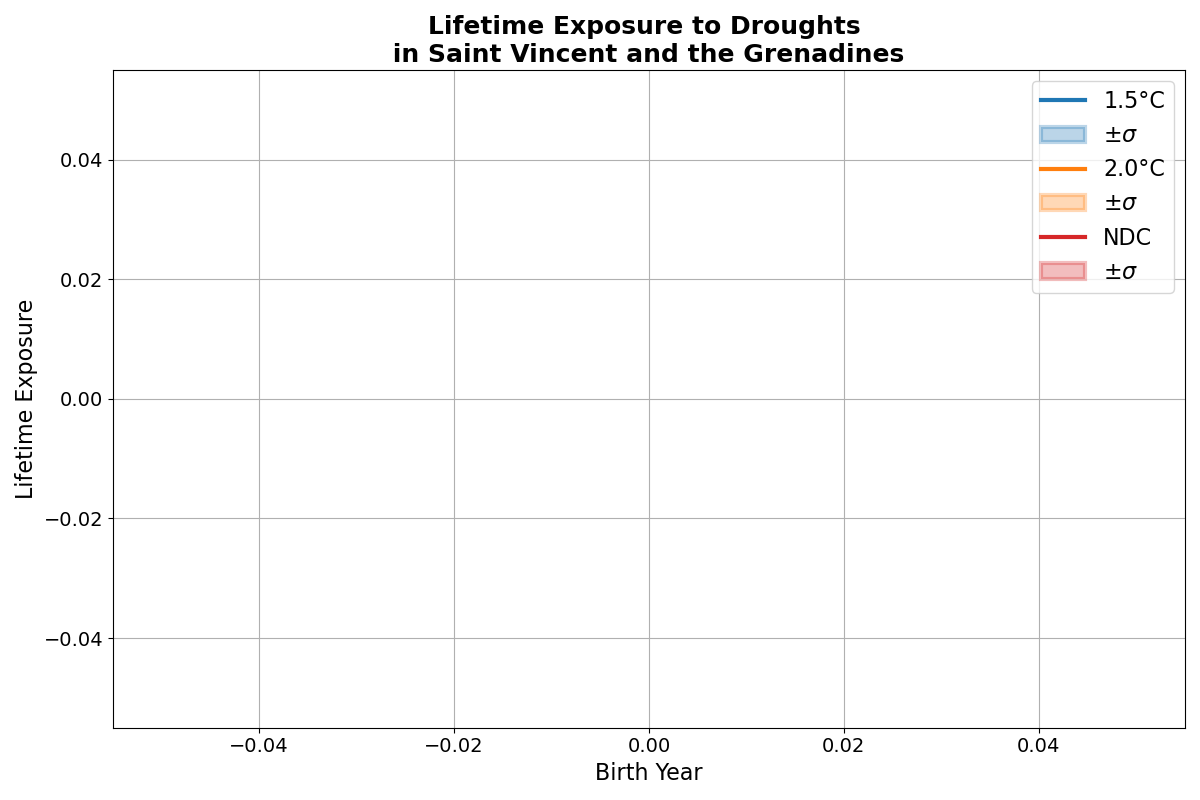 Lifetime Exposure to Droughts
in Saint Vincent and the Grenadines
1.5°C
±σ
2.0°C
±σ
NDC
±σ
Lifetime Exposure
0.04
0.02
0.00
−0.02
−0.04
−0.04 −0.02 0.00 0.02 0.04
Birth Year